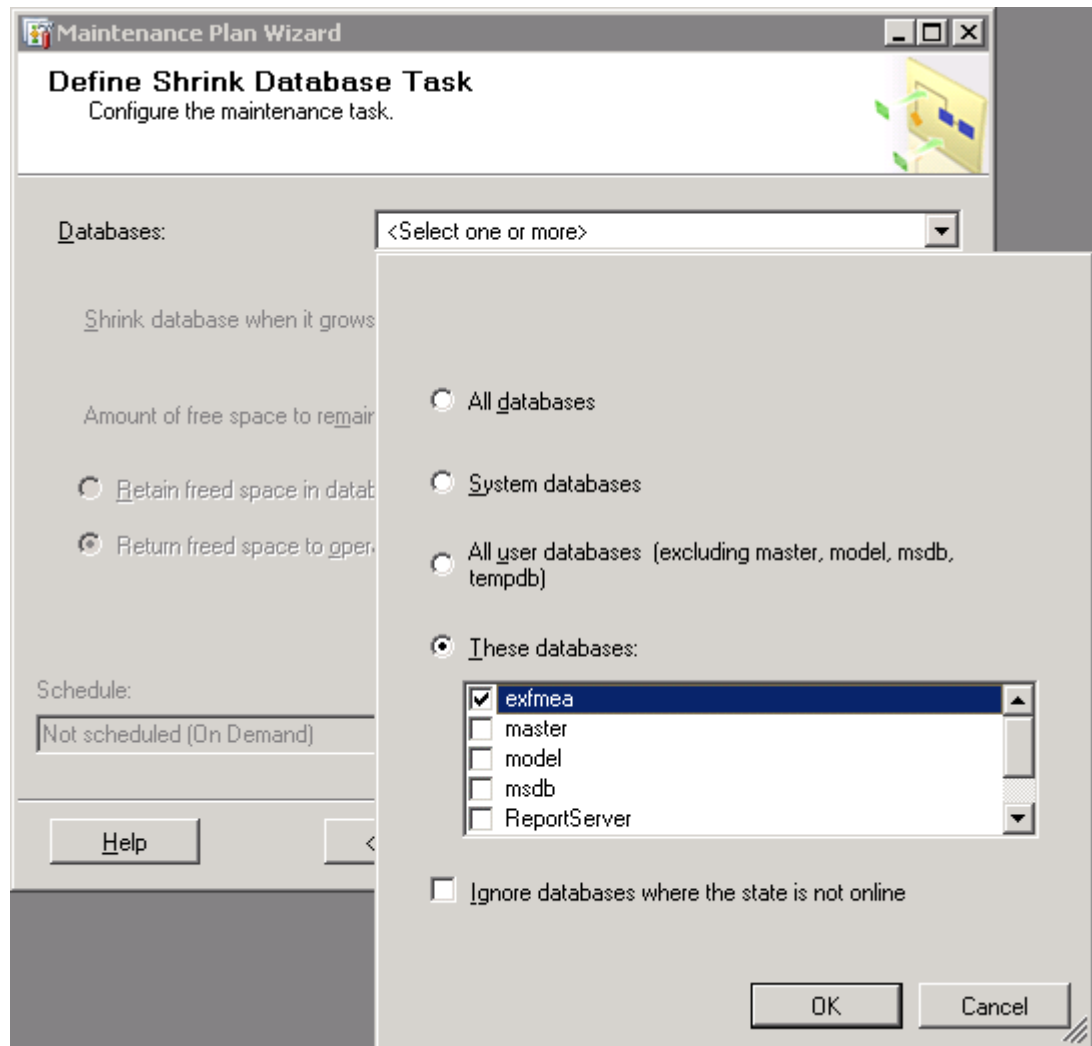 Maintenance Plan Wizard
Define Shrink Database Task
Configure the maintenance task.
Databases:
<Select one or more>
Shrink database when it grows
Amount of free space to
Retain freed space in
Return freed space to
All databases
System databases
All user databases (excluding master, model, msdb,
tempdb)
These databases:
exfmea
master
model
msdb
ReportServer
Schedule:
Not scheduled (On Demand)
Ignore databases where the state is not online
Help
<
OK
Cancel